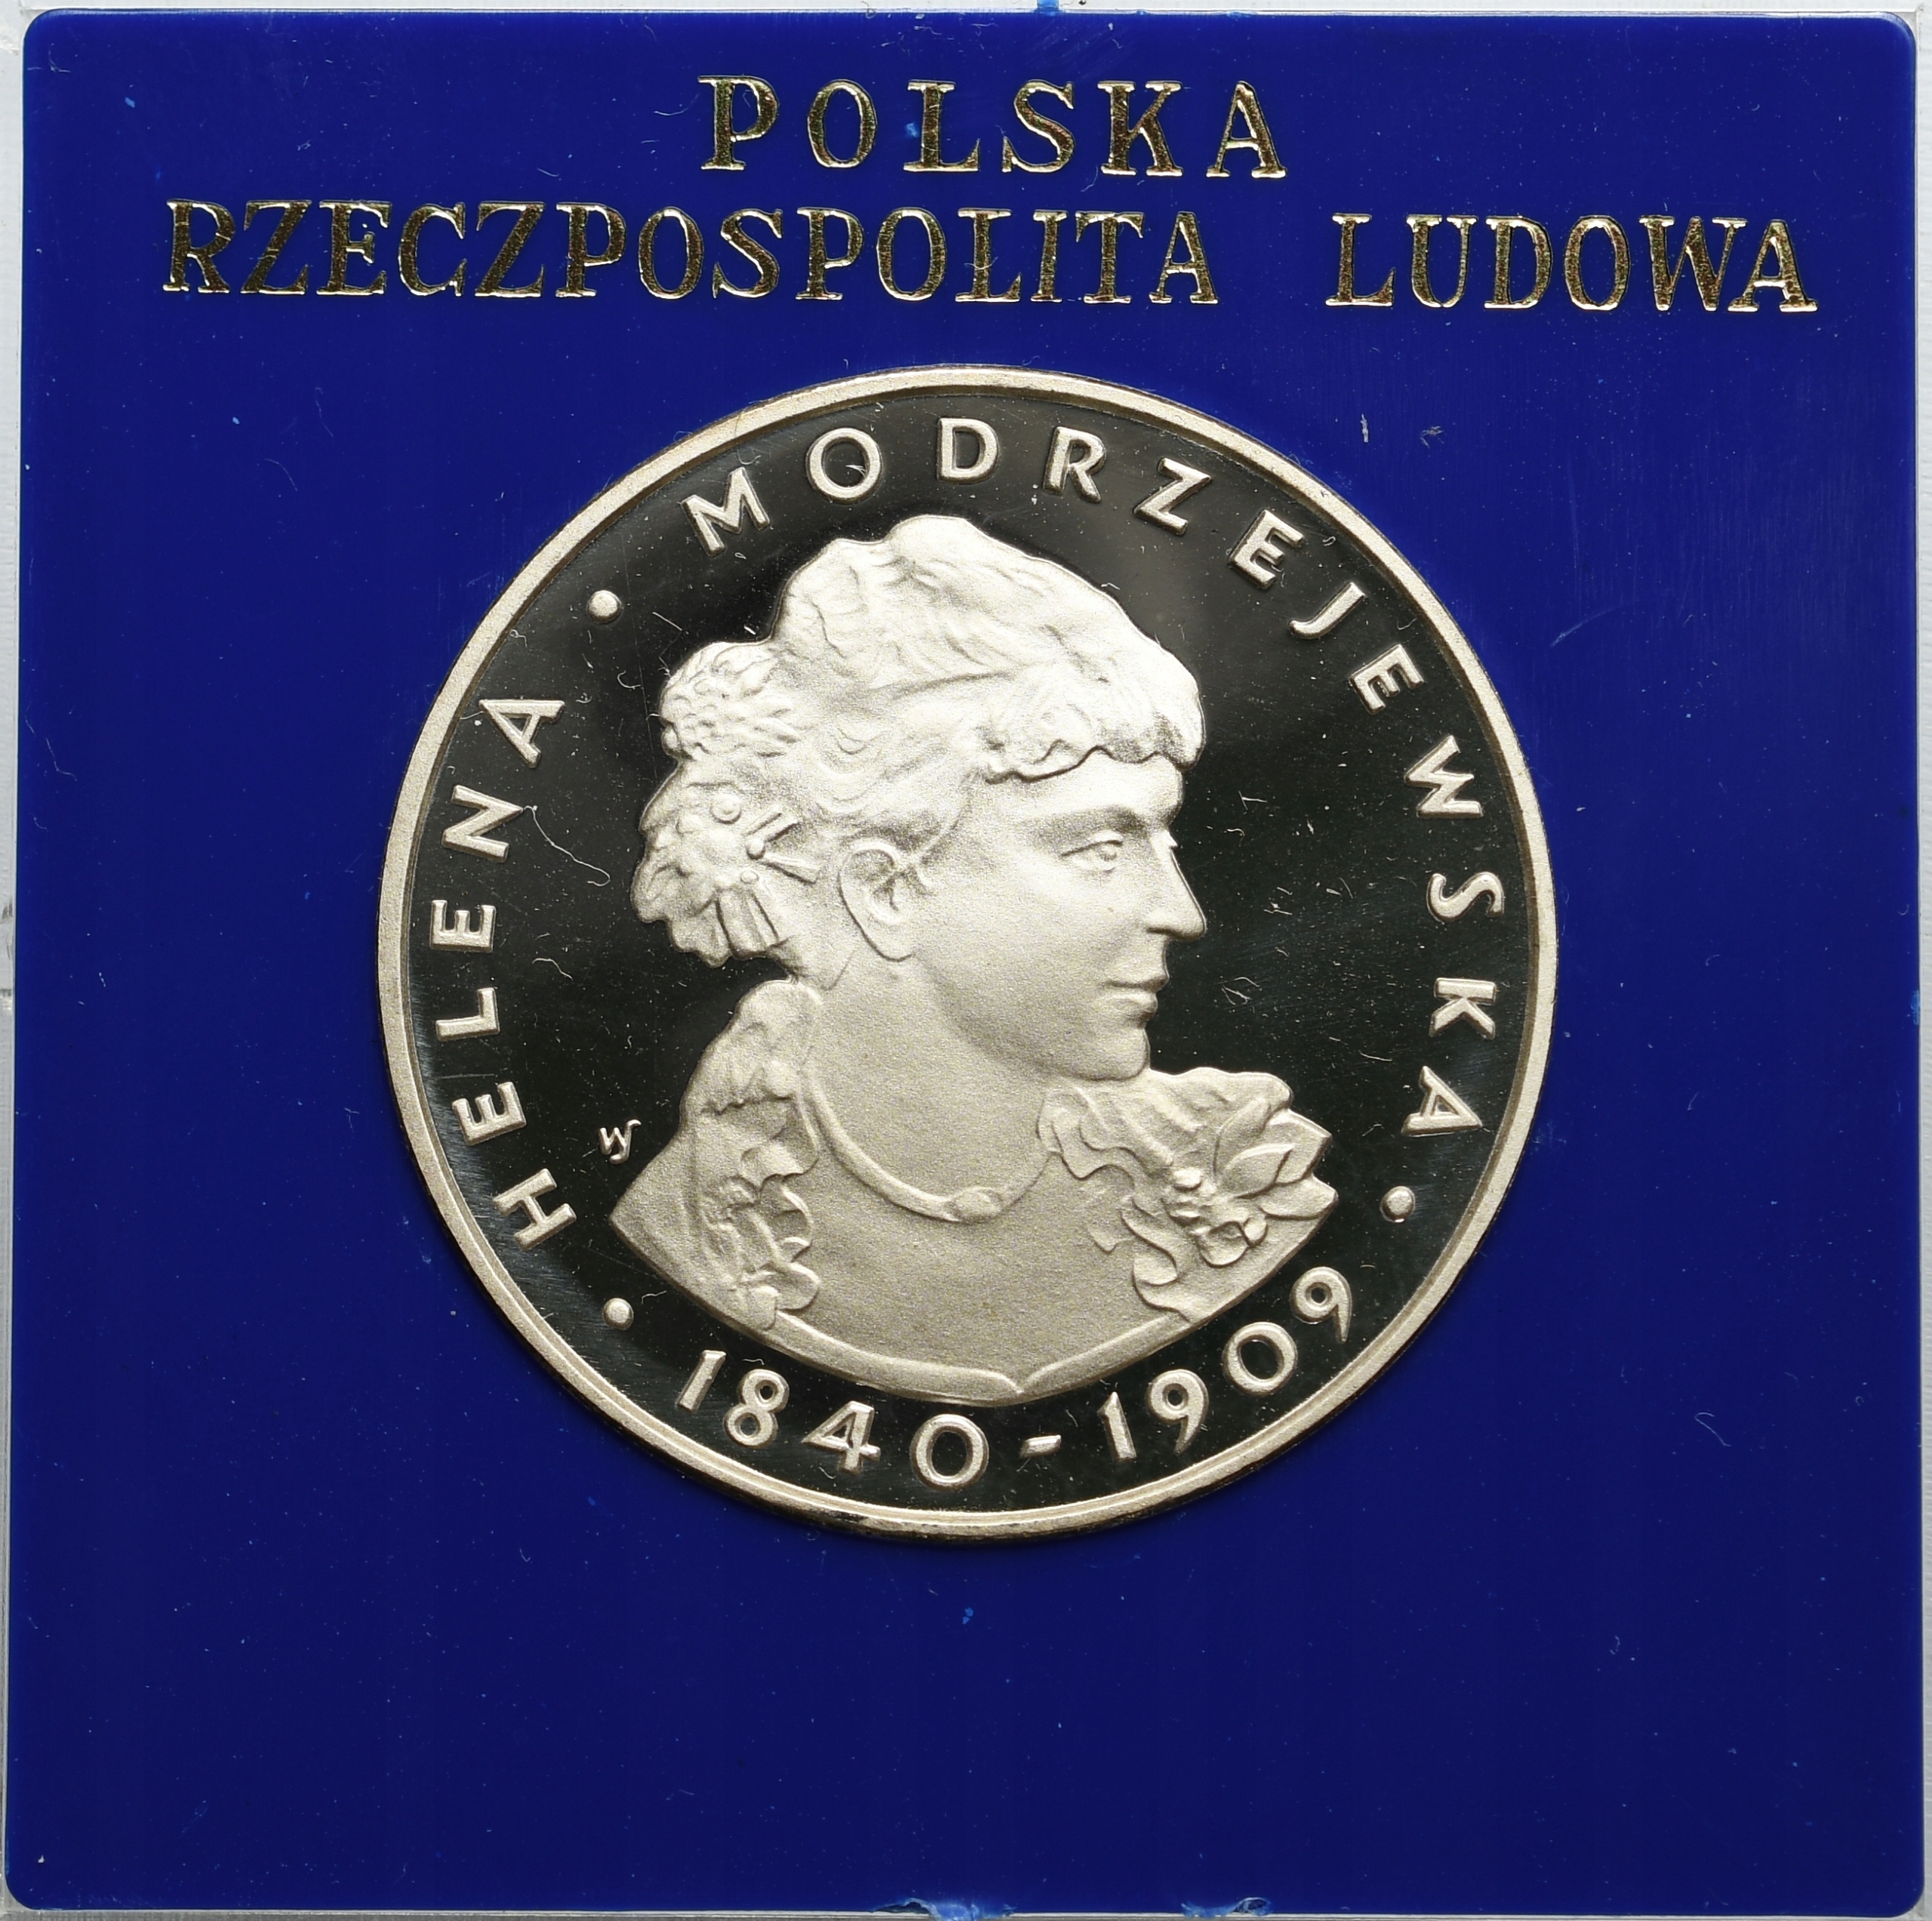 POLSKA
RZECZPOSPOLITA LUDOWA
HELENA • MODRZEJEWSKA
• 1840-1909 •